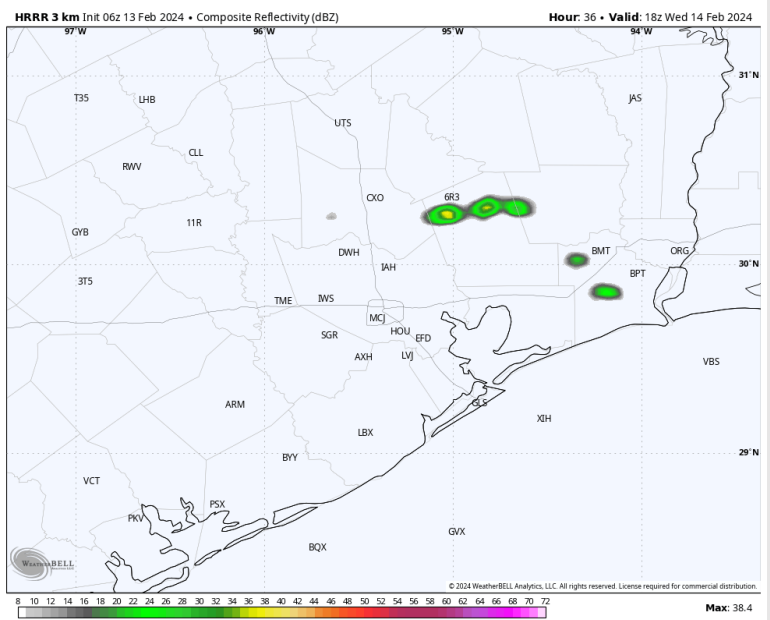 HRRR 3 km Init 06z 13 Feb 2024 • Composite Reflectivity (dBZ) Hour: 36 • Valid: 18z Wed 14 Feb 2024
97°W 96°W 95°W 94°W
31°N
T35 LHB JAS
UTS
CLL
RWV
CXO 6R3
11R
GYB
DWH BMT ORG
IAH 30°N
BPT
3T5
TME IWS
MCJ
SGR HOU EFD
AXH LVJ VBS
ARM GLS
XIH
LBX
BYY 29°N
VCT
PSX
PKV
GVX
BQX
WEATHERBELL
© 2024 WeatherBELL Analytics, LLC. All rights reserved. License required for commercial distribution.
8 10 12 14 16 18 20 22 24 26 28 30 32 34 36 38 40 42 44 46 48 50 52 54 56 58 60 62 64 66 68 70 72 Max: 38.4